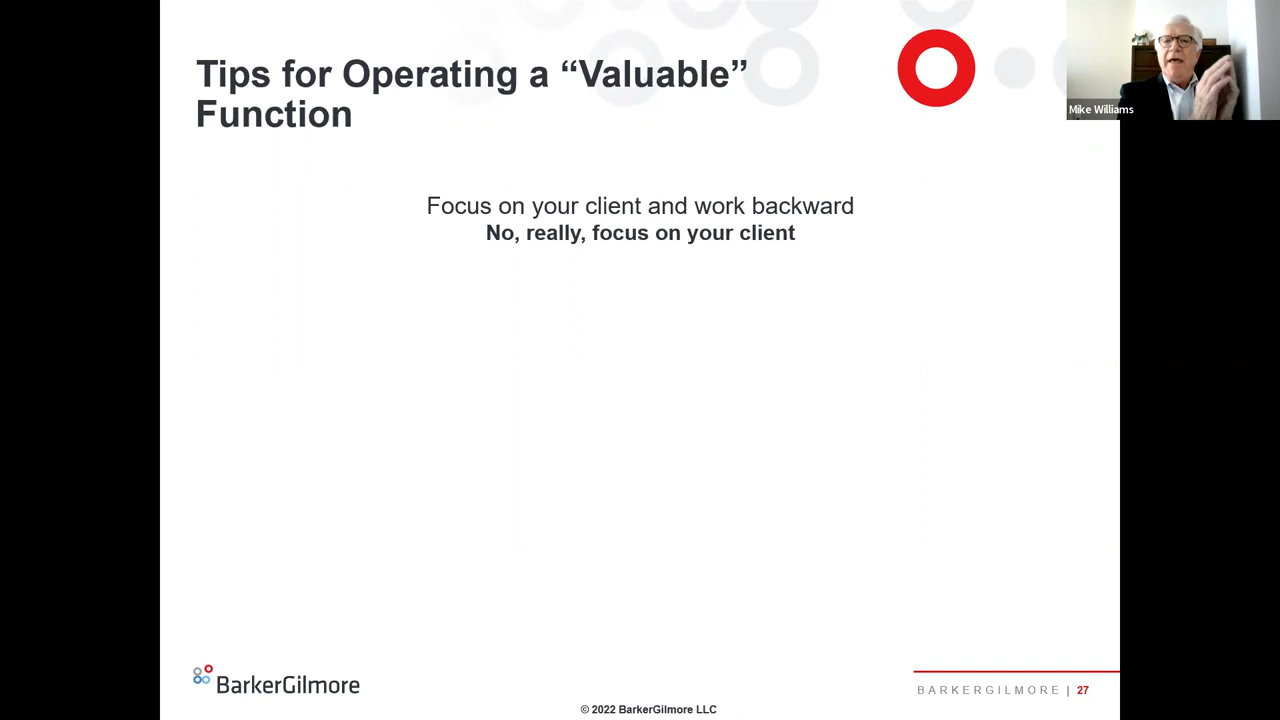 Tips for Operating a “Valuable”
Function
Mike Williams
Focus on your client and work backward
No, really, focus on your client
BarkerGilmore
BARKERGILMORE | 27
© 2022 BarkerGilmore LLC